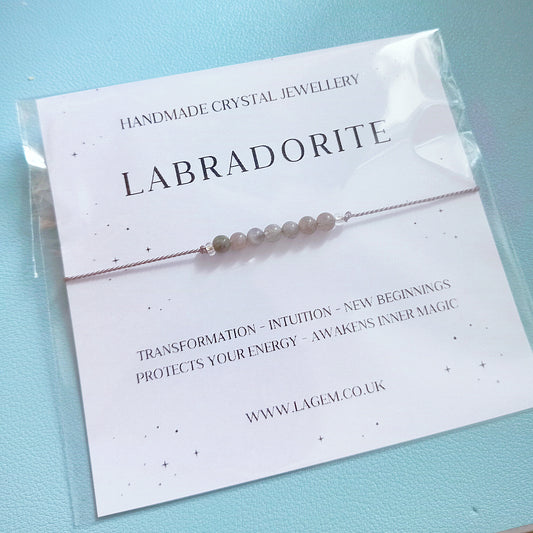 HANDMADE CRYSTAL JEWELLERY
LABRADORITE
TRANSFORMATION - INTUITION - NEW BEGINNINGS
PROTECTS YOUR ENERGY - AWAKENS INNER MAGIC
WWW.LAGEM.CO.UK